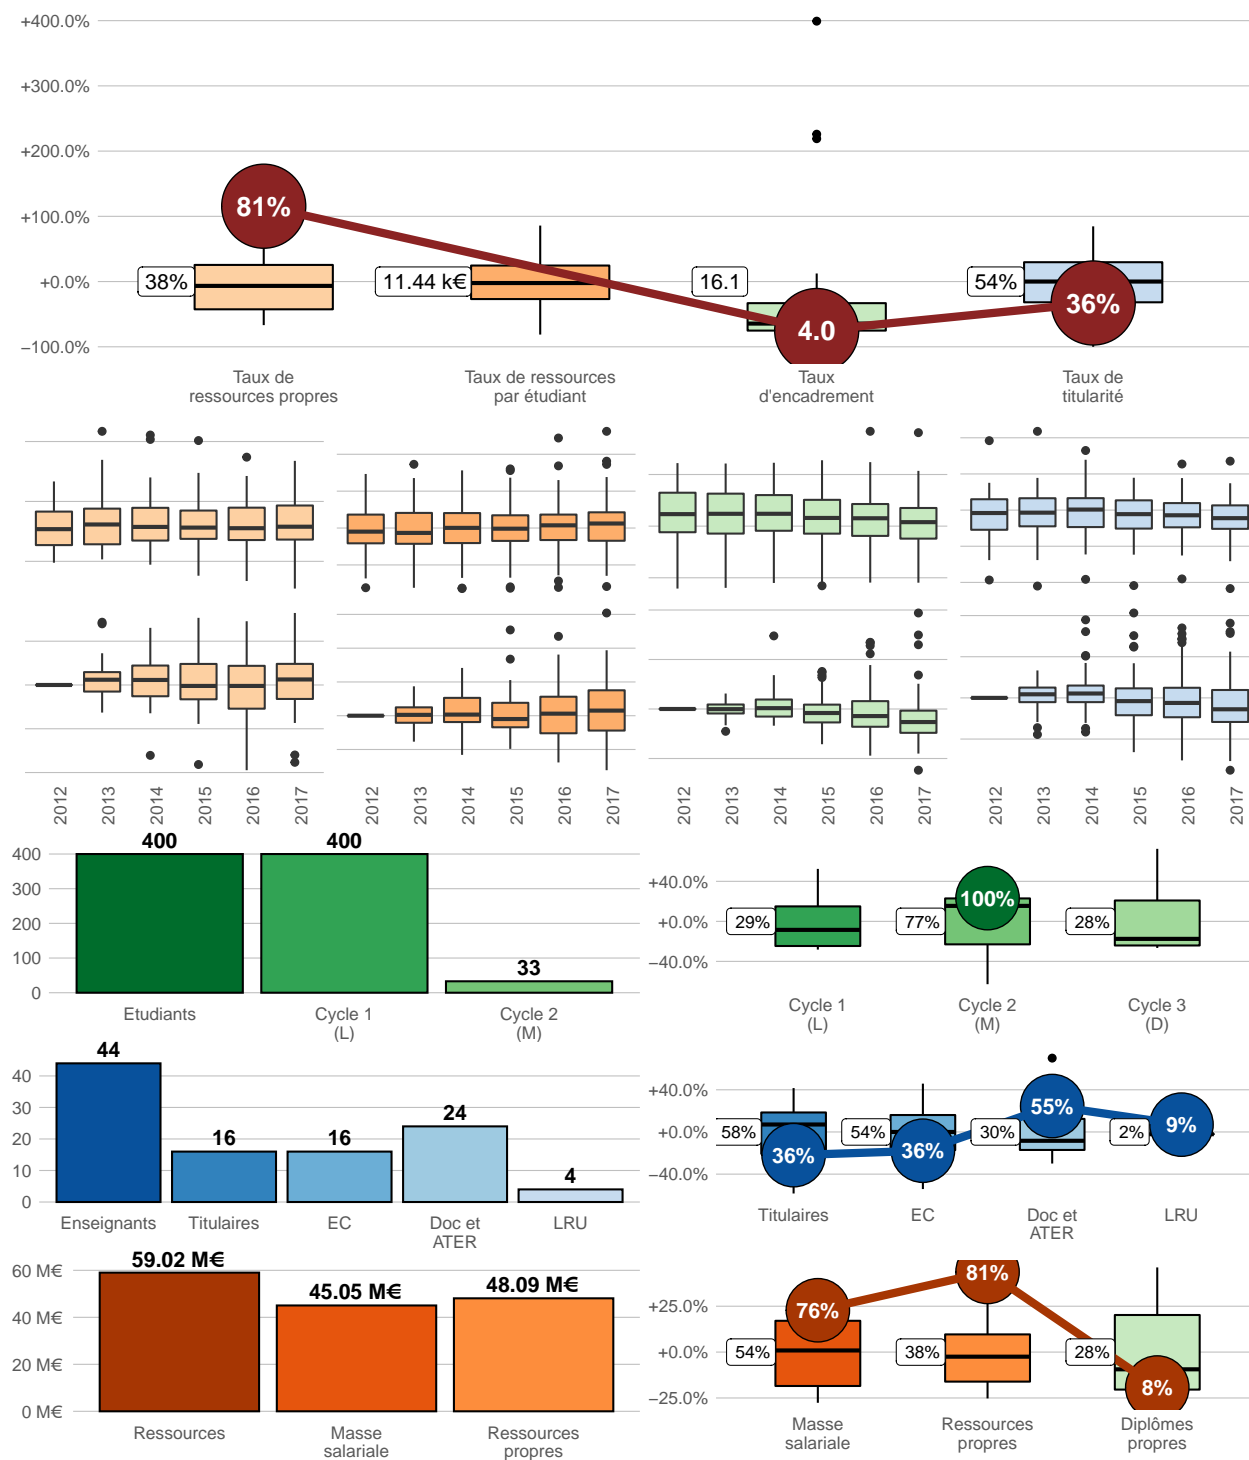 +400.0%
+300.0%
+200.0%
+100.0%
+0.0%
−100.0%
38%
11.44 k€
16.1
54%
81%
4.0
36%
Taux de
ressources propres
Taux de ressources
par étudiant
Taux
d'encadrement
Taux de
titularité
2012
2013
2014
2015
2016
2017
2012
2013
2014
2015
2016
2017
2012
2013
2014
2015
2016
2017
2012
2013
2014
2015
2016
2017
400
300
200
100
0
400
400
33
Etudiants
Cycle 1
(L)
Cycle 2
(M)
+40.0%
+0.0%
−40.0%
29%
77%
28%
100%
Cycle 1
(L)
Cycle 2
(M)
Cycle 3
(D)
40
30
20
10
0
44
16
16
24
4
Enseignants
Titulaires
EC
Doc et
ATER
LRU
+40.0%
+0.0%
−40.0%
58%
54%
30%
2%
36%
36%
55%
9%
Titulaires
EC
Doc et
ATER
LRU
60 M€
40 M€
20 M€
0 M€
59.02 M€
45.05 M€
48.09 M€
Ressources
Masse
salariale
Ressources
propres
+25.0%
+0.0%
−25.0%
54%
38%
28%
76%
81%
8%
Masse
salariale
Ressources
propres
Diplômes
propres